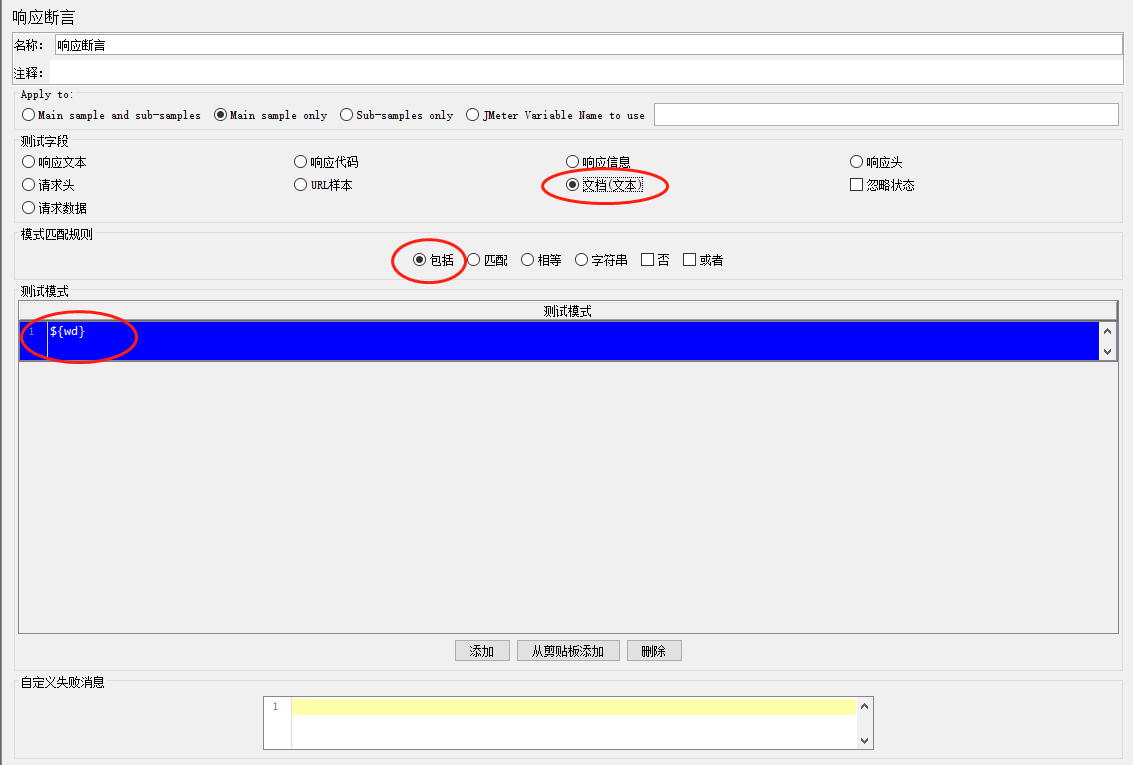 响应断言
名称： 响应断言
注释：
Apply to:
Main sample and sub-samples Main sample only Sub-samples only JMeter Variable Name to use
测试字段
响应文本 响应代码 响应信息 响应头
请求头 URL样本 文档(文本) 忽略状态
请求数据
模式匹配规则
包括 匹配 相等 字符串 否 或者
测试模式
测试模式
1 ${wd}
添加 从剪贴板添加 删除
自定义失败消息
1